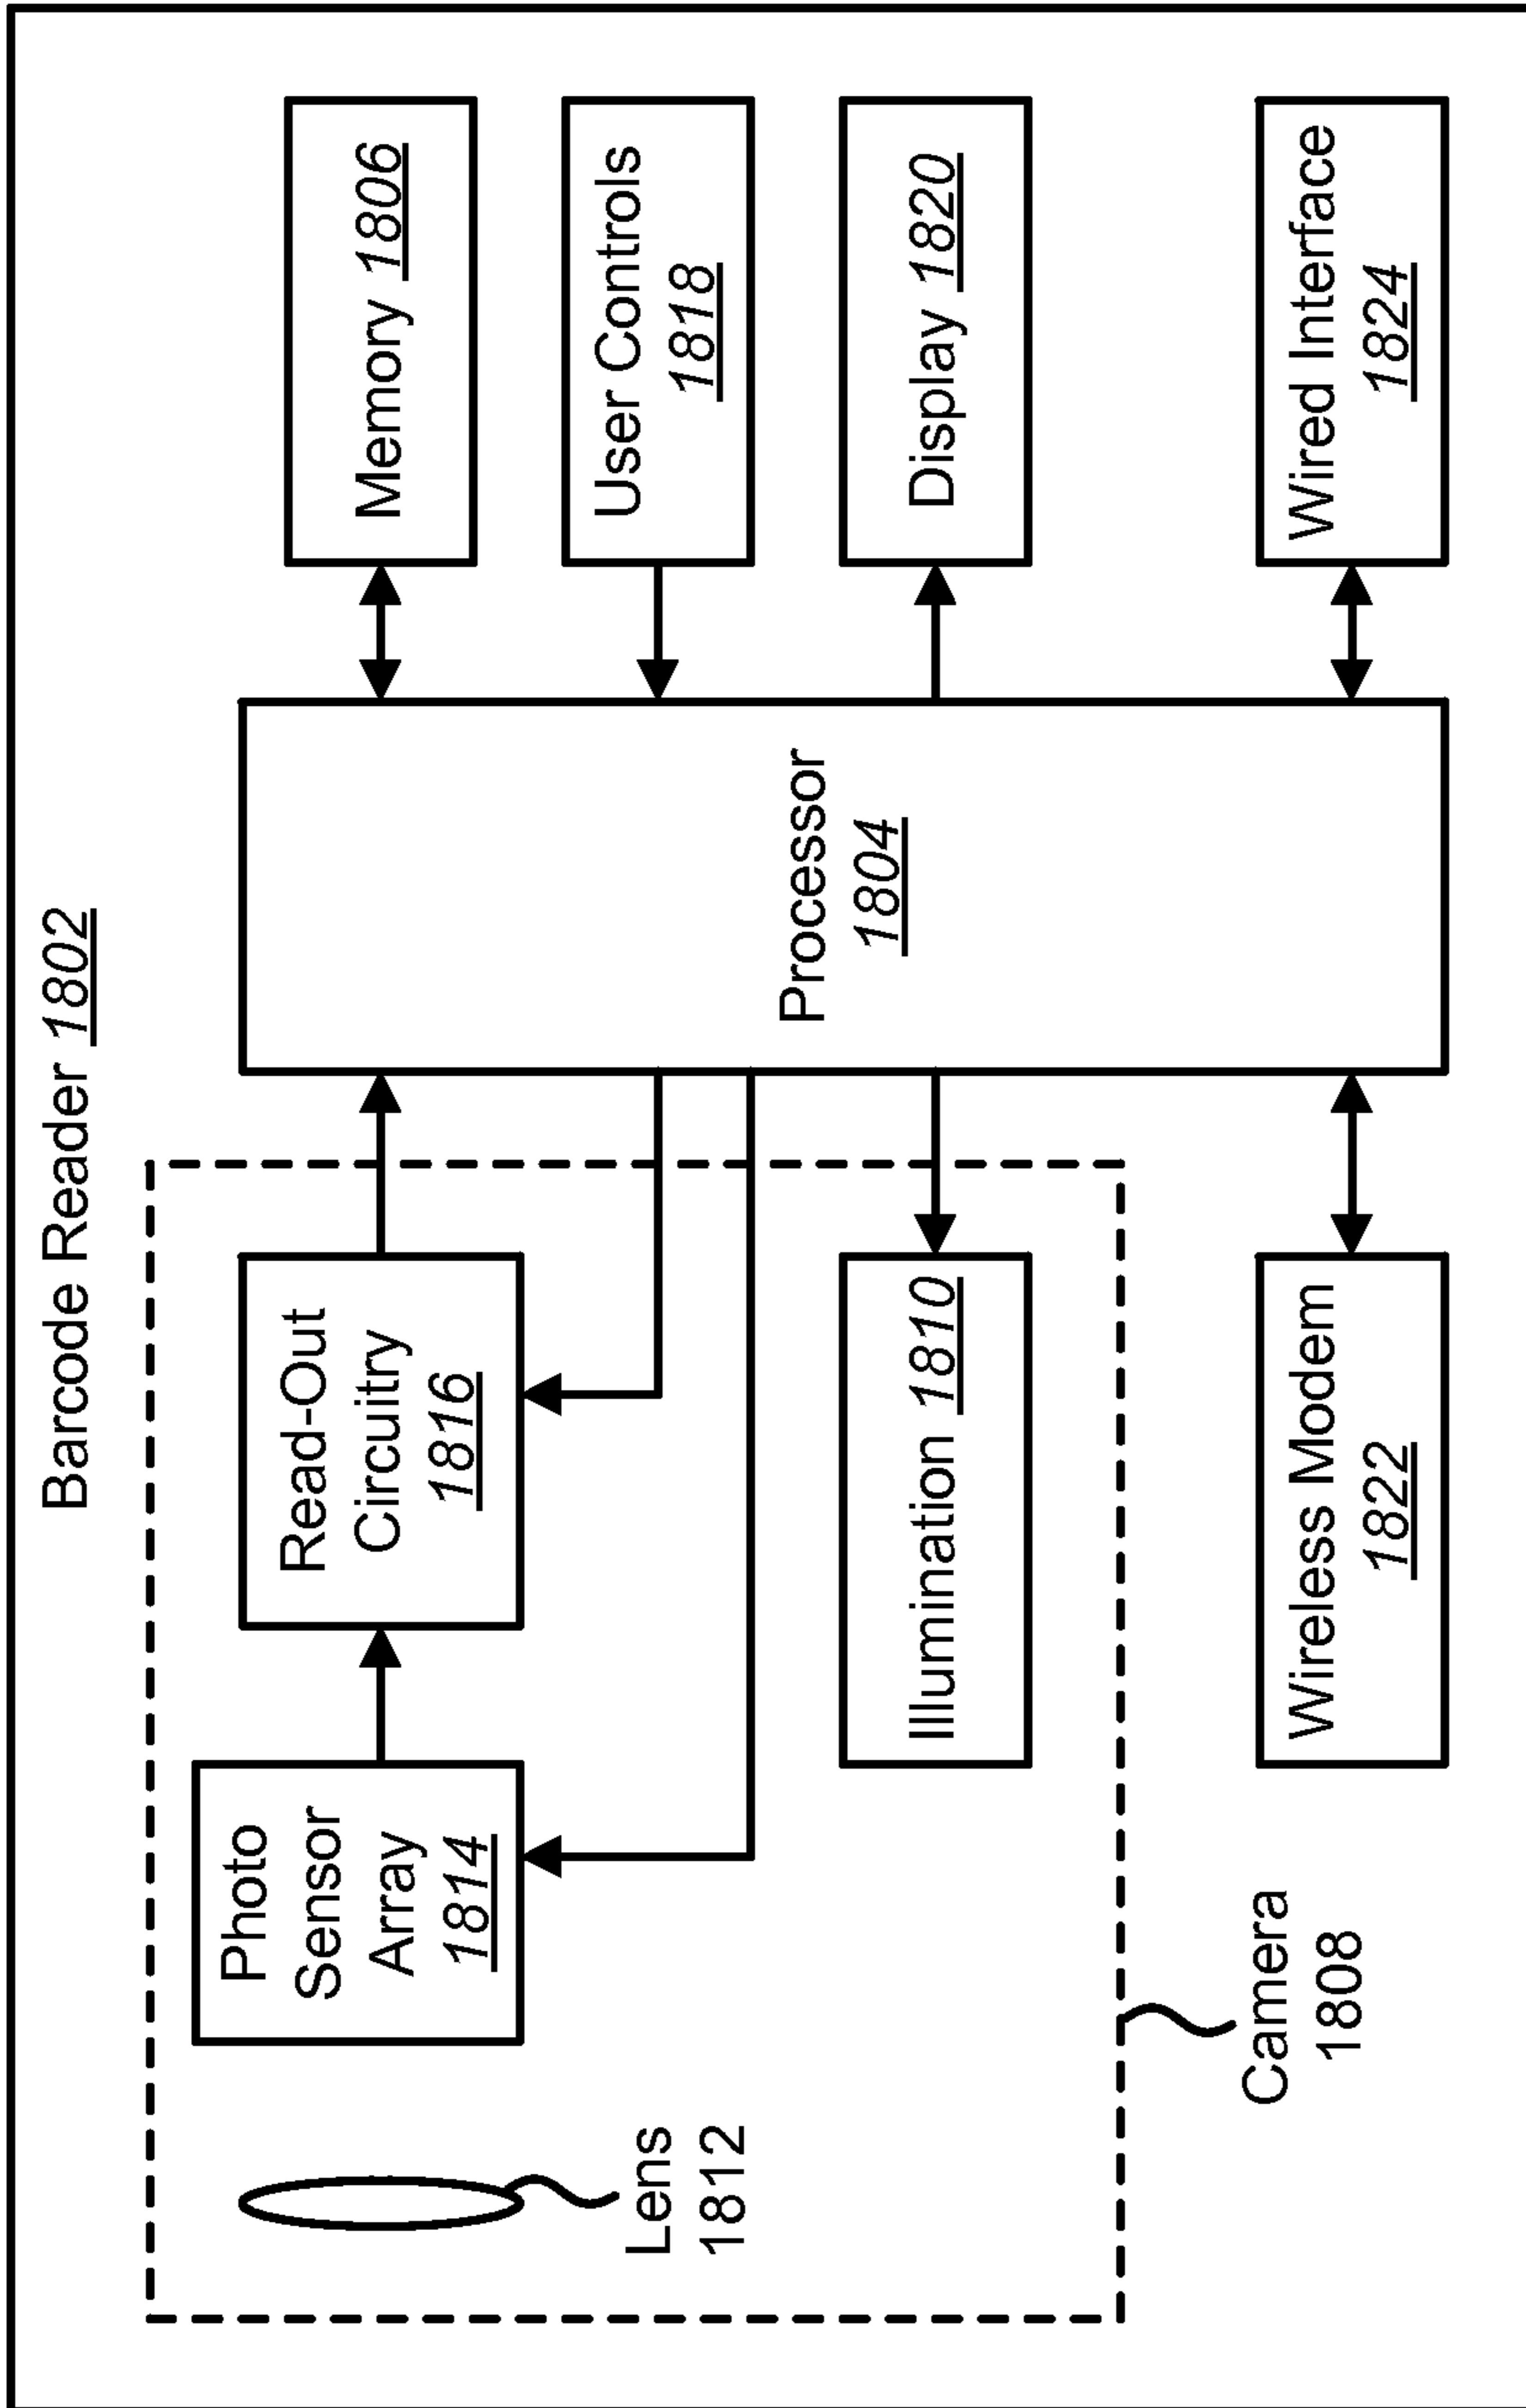 Barcode Reader 1802
Photo
Sensor
Array
1814
Read-Out
Circuitry
1816
Lens
1812
Illumination 1810
Camera
1808
Wireless Modem
1822
Processor
1804
Memory 1806
User Controls
1818
Display 1820
Wired Interface
1824